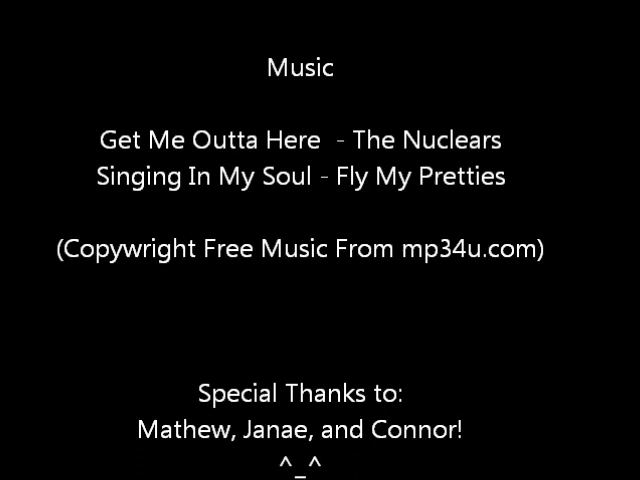 Music
Get Me Outta Here  - The Nuclears
Singing In My Soul - Fly My Pretties
(Copywright Free Music From mp34u.com)
Special Thanks to:
Mathew, Janae, and Connor!
^_^